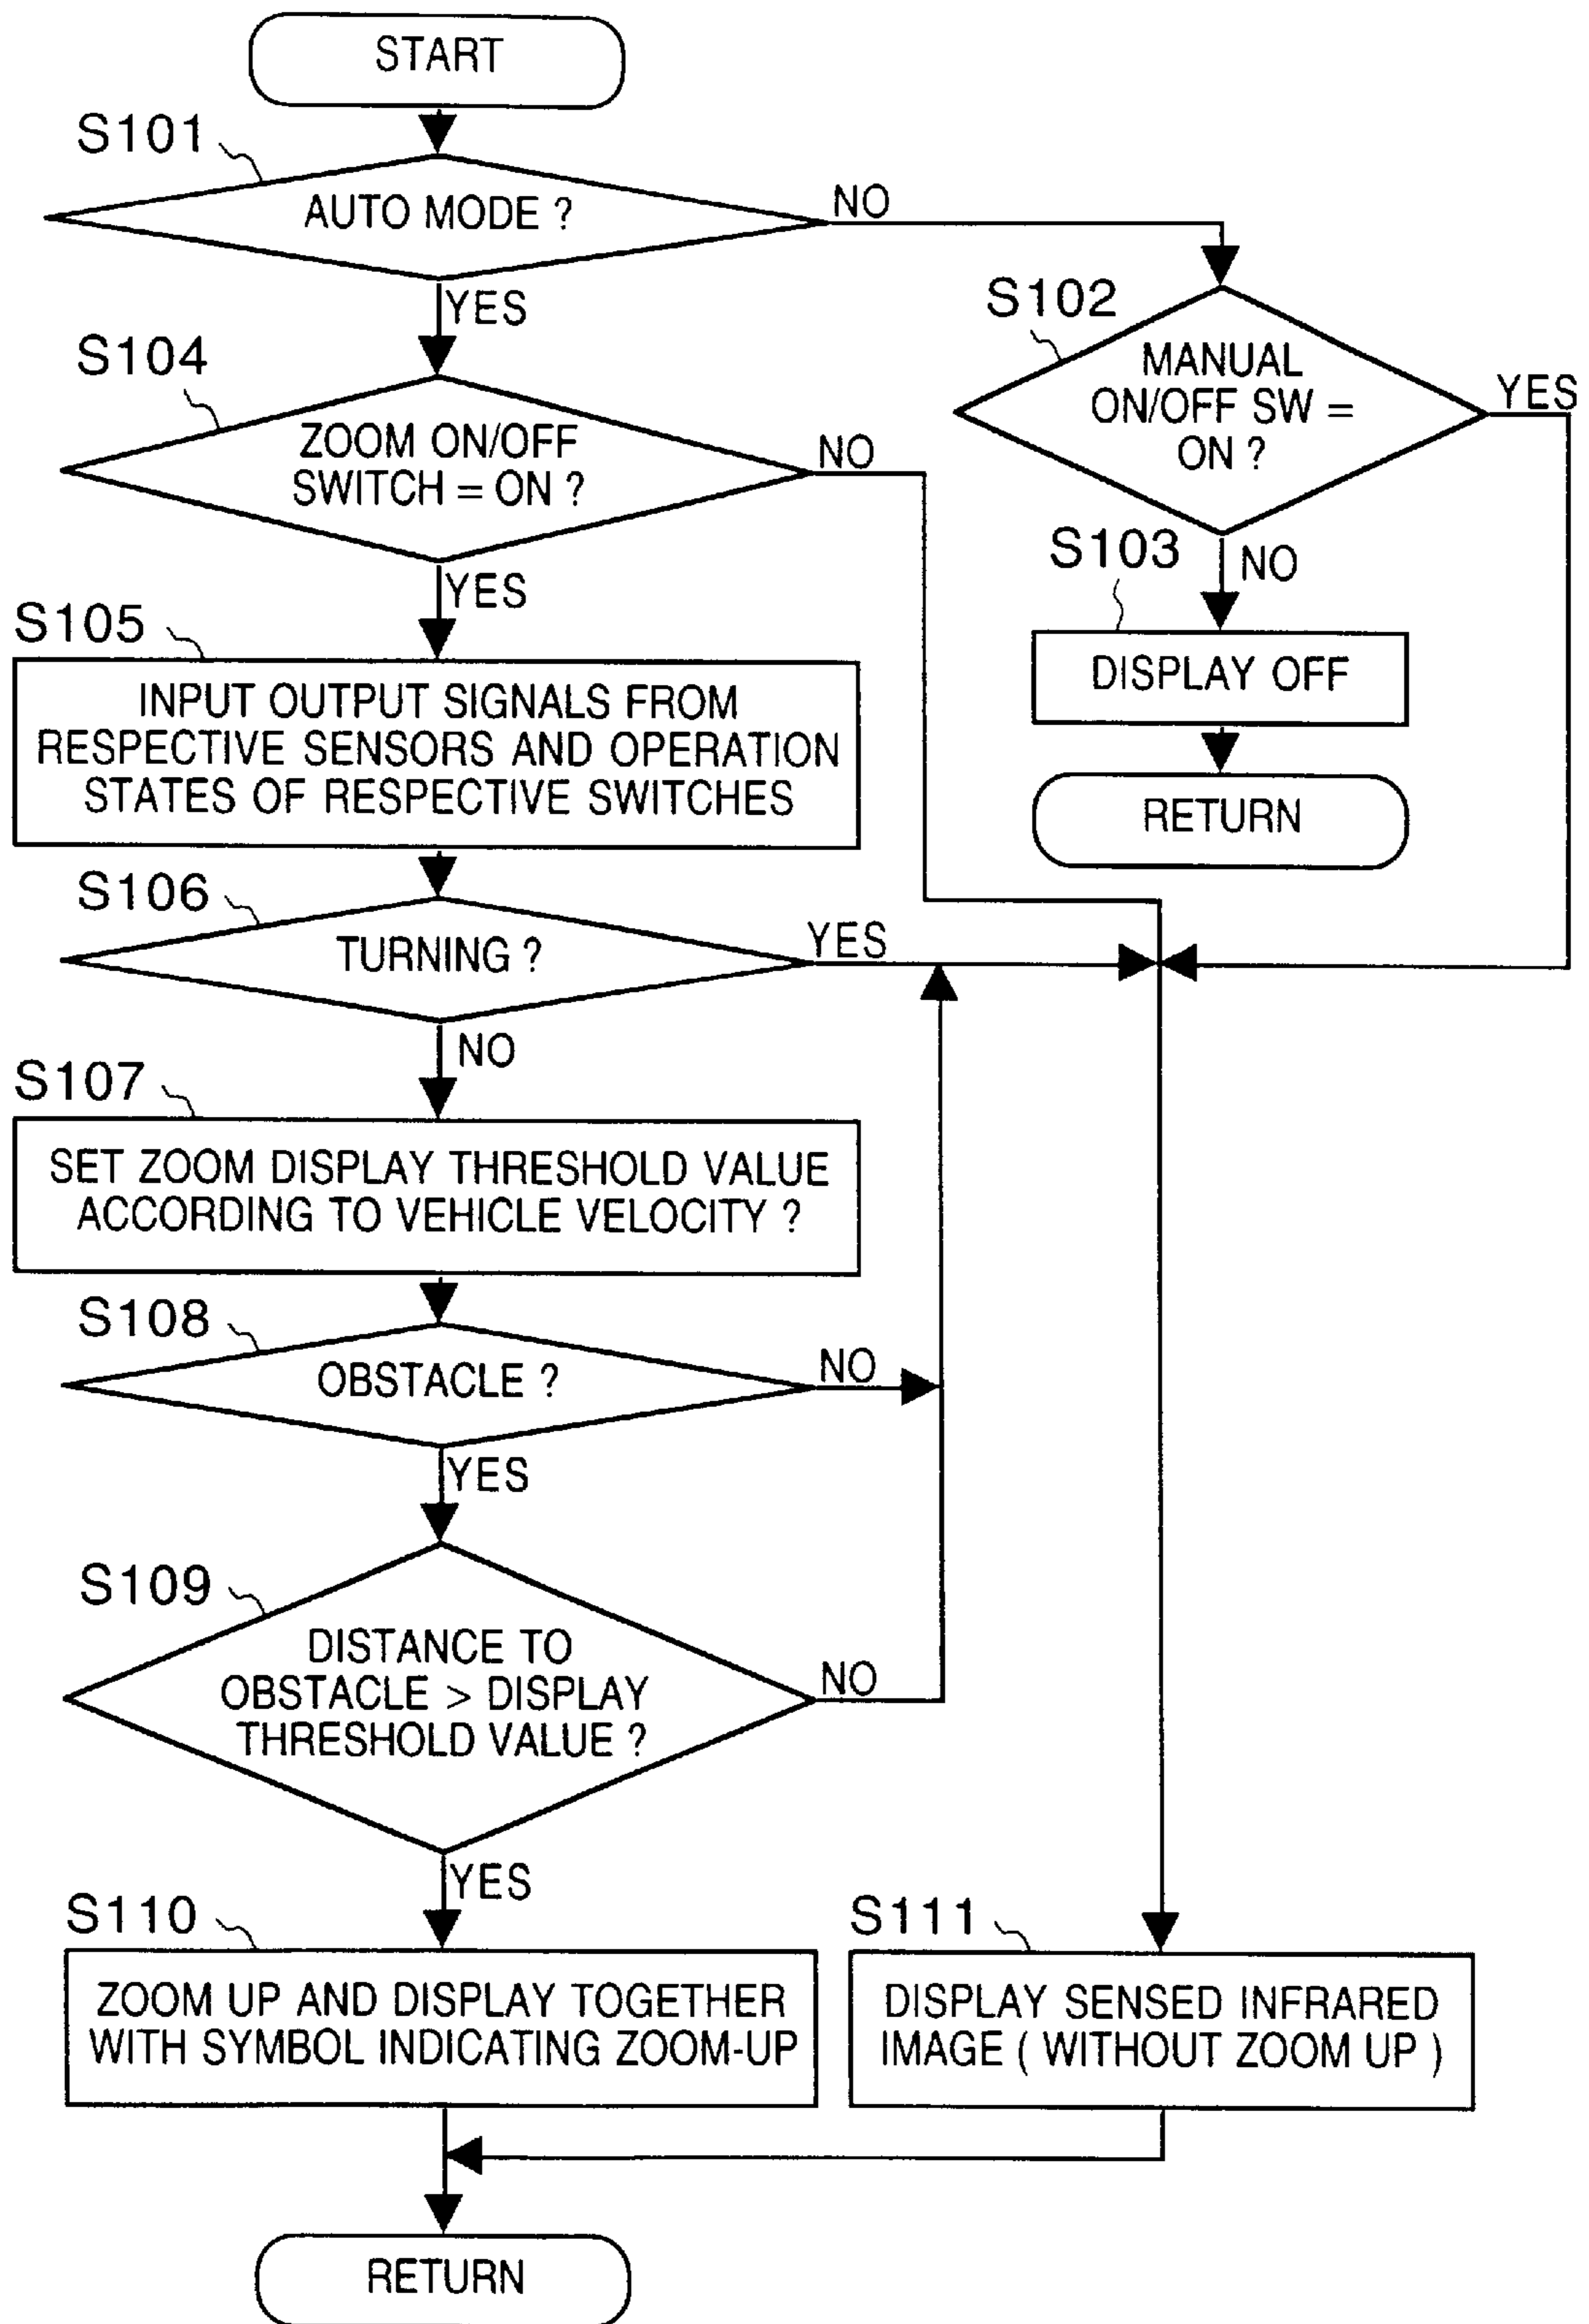 START
S101
AUTO MODE ?
NO
YES
S102
MANUAL
ON/OFF SW =
ON ?
YES
S104
ZOOM ON/OFF
SWITCH = ON ?
NO
YES
S103
NO
DISPLAY OFF
RETURN
S105
INPUT OUTPUT SIGNALS FROM
RESPECTIVE SENSORS AND OPERATION
STATES OF RESPECTIVE SWITCHES
S106
TURNING ?
YES
NO
S107
SET ZOOM DISPLAY THRESHOLD VALUE
ACCORDING TO VEHICLE VELOCITY ?
S108
OBSTACLE ?
NO
YES
S109
DISTANCE TO
OBSTACLE > DISPLAY
THRESHOLD VALUE ?
NO
YES
S110
ZOOM UP AND DISPLAY TOGETHER
WITH SYMBOL INDICATING ZOOM-UP
S111
DISPLAY SENSED INFRARED
IMAGE ( WITHOUT ZOOM UP )
RETURN